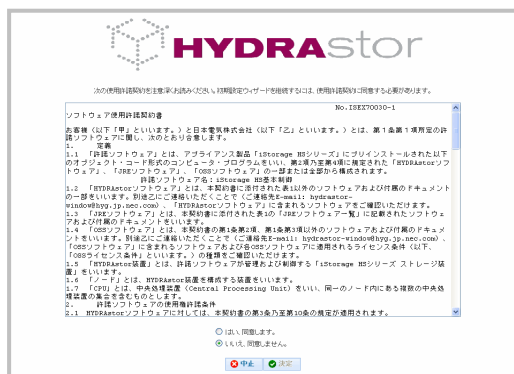 HYDRAstor
次の使用許諾契約を注意深くお読みください。初期設定ウィザードを継続するには、使用許諾契約に同意する必要があります。
No.ISEX70030-1
ソフトウェア使用許諾契約書
お客様（以下「甲」といいます。）と日本電気株式会社（以下「乙」といいます。）とは、第１条第１項所定の許
諾ソフトウェアに関し、次のとおり合意します。
1.　　定義
1.1　「許諾ソフトウェア」とは、アプライアンス製品「iStorage HSシリーズ」にプリインストールされた以下
のオブジェクト・コード形式のコンピュータ・プログラムをいい、第2項乃至第4項に規定された「HYDRAstorソフ
トウェア」、「JREソフトウェア」、「OSSソフトウェア」の一部または全部から構成されます。
許諾ソフトウェア名：iStorage HS基本制御
1.2　「HYDRAstorソフトウェア」とは、本契約書に添付された表1以外のソフトウェアおよび付属のドキュメント
の一部をいいます。別途乙にご連絡いただくことで（ご連絡先E-mail: hydrastor-
window@hyg.jp.nec.com）、「HYDRAstorソフトウェア」に含まれるソフトウェアをご確認いただけます。
1.3　「JREソフトウェア」とは、本契約書に添付された表1の「JREソフトウェア一覧」に記載されたソフトウェ
アおよび付属のドキュメントをいいます。
1.4　「OSSソフトウェア」とは、本契約書の第1条第2項、第1条第3項以外のソフトウェアおよび付属のドキュメ
ントをいいます。別途乙にご連絡いただくことで（ご連絡先E-mail: hydrastor-window@hyg.jp.nec.com）、
「OSSソフトウェア」に含まれるソフトウェアおよび各OSSソフトウェアに適用されるライセンス条件（以下、
「OSSライセンス条件」といいます。）の種類をご確認いただけます。
1.5　「HYDRAstor装置」とは、許諾ソフトウェアが管理および制御する「iStorage HSシリーズ ストレージ装
置」をいいます。
1.6　「ノード」とは、HYDRAstor装置を構成する装置をいいます。
1.7　「CPU」とは、中央処理装置（Central Processing Unit）をいい、同一のノード内にある複数の中央処
理装置の集合を含むものとします。
2.　　許諾ソフトウェアの使用権許諾条件
2.1 HYDRAstorソフトウェアに対しては、本契約書の第3条乃至第10条の規定が適用されます。
はい、同意します。
いいえ、同意しません。
中止　決定